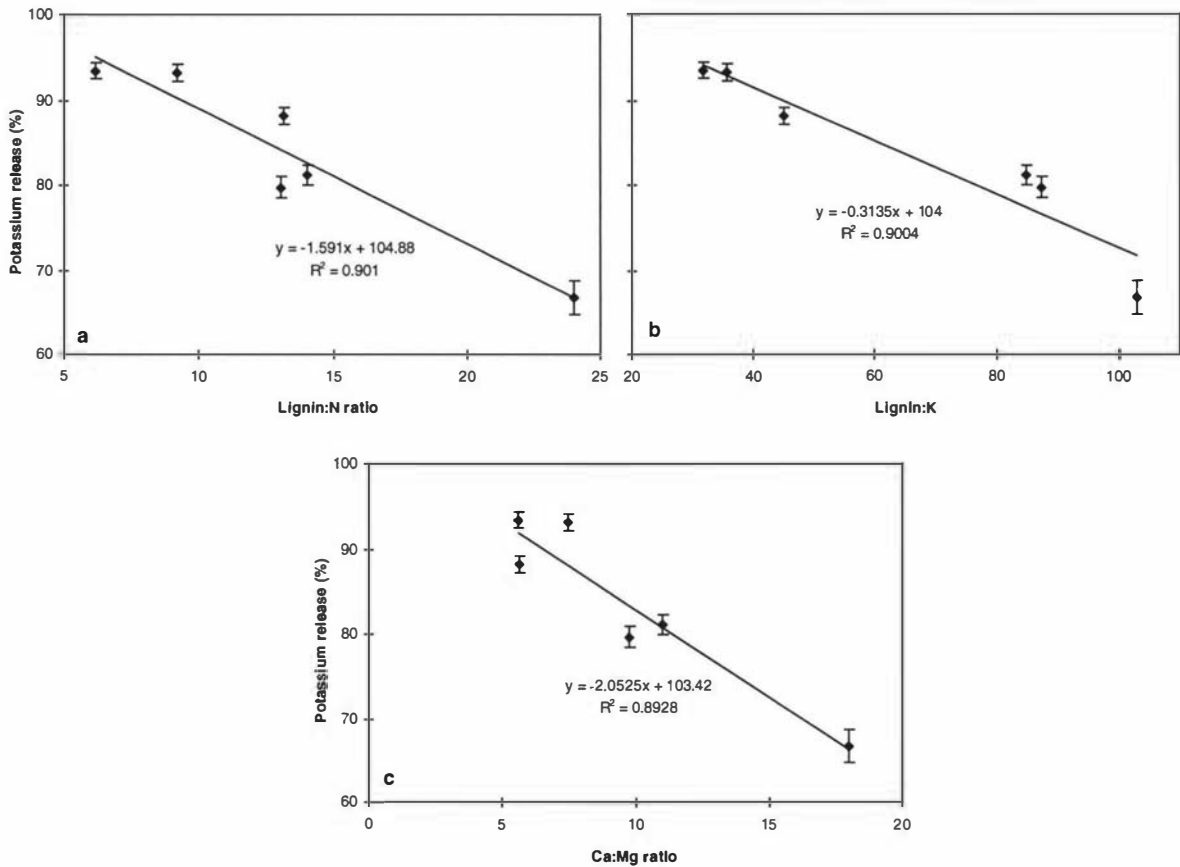 100
90
80
70
60
Potassium release (%)
y = -1.591x + 104.88
R² = 0.901
a
5
10
15
20
25
Lignin:N ratio
y = -0.3135x + 104
R² = 0.9004
b
20
40
60
80
100
Lignin:K
100
90
80
70
60
Potassium release (%)
y = -2.0525x + 103.42
R² = 0.8928
c
0
5
10
15
20
Ca:Mg ratio